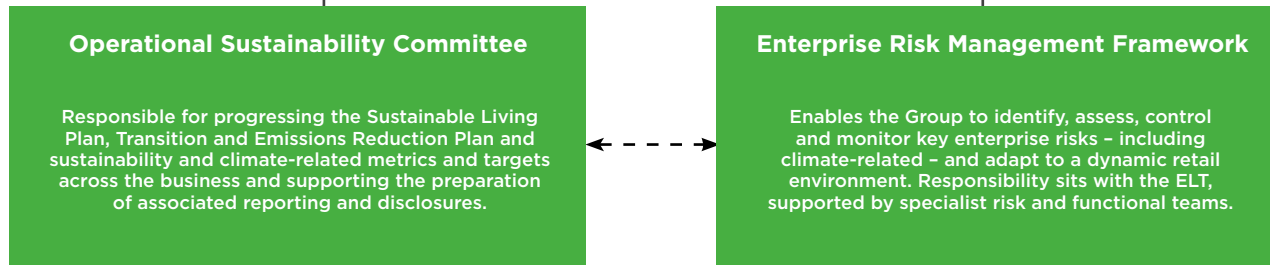 Operational Sustainability Committee
Responsible for progressing the Sustainable Living
Plan, Transition and Emissions Reduction Plan and
sustainability and climate-related metrics and targets
across the business and supporting the preparation
of associated reporting and disclosures.
Enterprise Risk Management Framework
Enables the Group to identify, assess, control
and monitor key enterprise risks – including
climate-related – and adapt to a dynamic retail
environment. Responsibility sits with the ELT,
supported by specialist risk and functional teams.